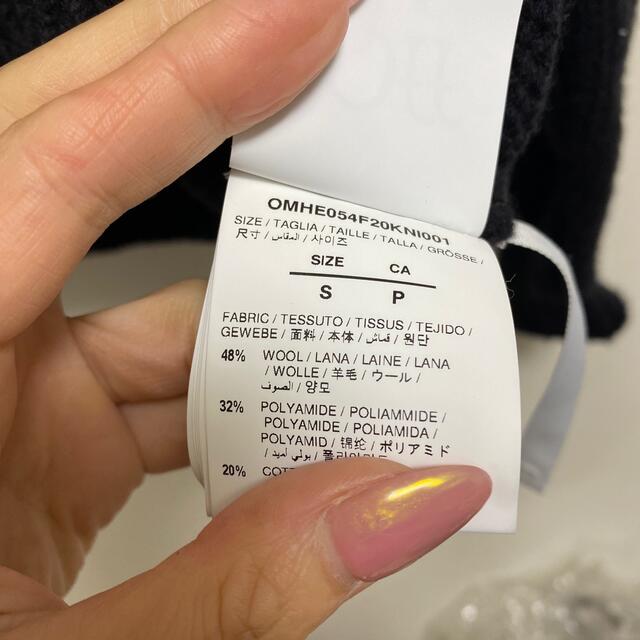 OMHE054F20KNI001
SIZE / TAGLIA / TAILLE / TALLA / GRÖSSE /
尺寸 / المقاس / 사이즈
SIZE CA
S P
FABRIC / TESSUTO / TISSUS / TEJIDO /
GEWEBE / 面料 / 本体 / قماش / 원단
48% WOOL / LANA / LAINE / LANA
/ WOLLE / 羊毛 / ウール /
الصوف / 양모
32% POLYAMIDE / POLIAMMIDE /
POLYAMIDE / POLIAMIDA /
POLYAMID / 锦纶 / ポリアミド
/ بولي أميد /
20%